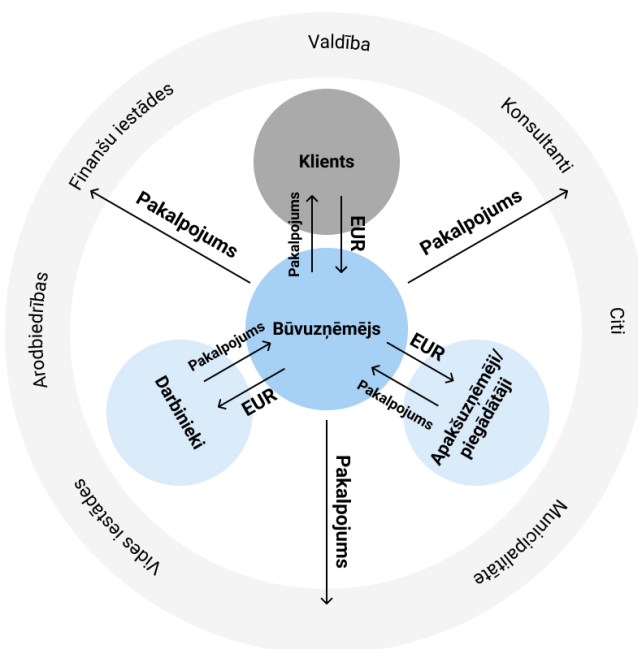 Valdība
Finanšu iestādes
Konsultanti
Klients
Pakalpojums
Pakalpojums
EUR
Pakalpojums
Arodbiedrības
Citi
Būvuzņēmējs
Pakalpojums
EUR
Darbinieki
EUR
Pakalpojums
Apakšuzņēmēji/
piegādātāji
Pakalpojums
Vides iestādes
Municipalitāte